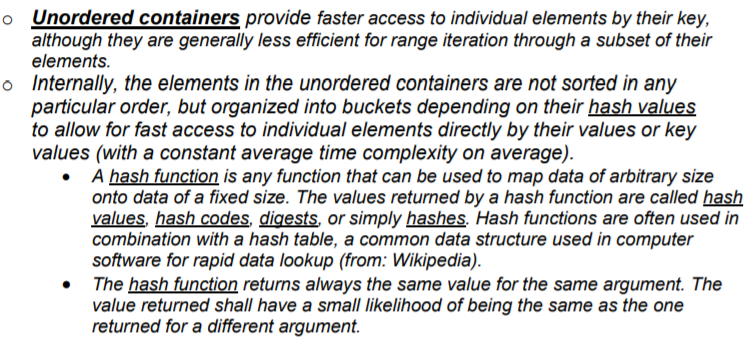 o Unordered containers provide faster access to individual elements by their key,
although they are generally less efficient for range iteration through a subset of their
elements.
o Internally, the elements in the unordered containers are not sorted in any
particular order, but organized into buckets depending on their hash values
to allow for fast access to individual elements directly by their values or key
values (with a constant average time complexity on average).
• A hash function is any function that can be used to map data of arbitrary size
onto data of a fixed size. The values returned by a hash function are called hash
values, hash codes, digests, or simply hashes. Hash functions are often used in
combination with a hash table, a common data structure used in computer
software for rapid data lookup (from: Wikipedia).
• The hash function returns always the same value for the same argument. The
value returned shall have a small likelihood of being the same as the one
returned for a different argument.